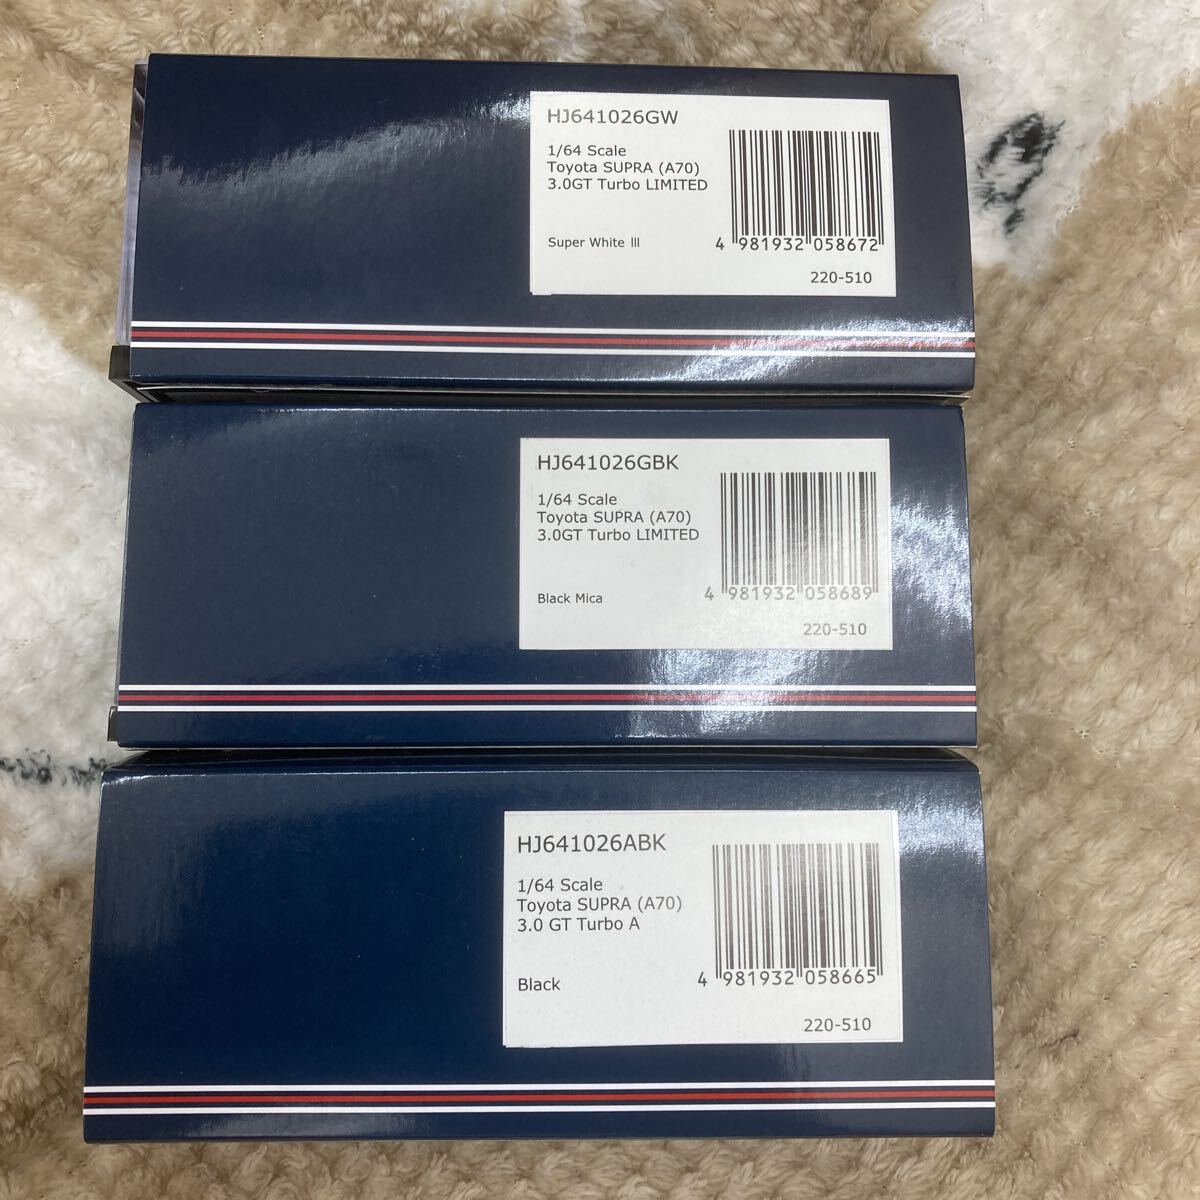 HJ641026GW
1/64 Scale
Toyota SUPRA (A70)
3.0GT Turbo LIMITED
Super White III
4 981932 058672
220-510
HJ641026GBK
1/64 Scale
Toyota SUPRA (A70)
3.0GT Turbo LIMITED
Black Mica
4 981932 058689
220-510
HJ641026ABK
1/64 Scale
Toyota SUPRA (A70)
3.0 GT Turbo A
Black
4 981932 058665
220-510